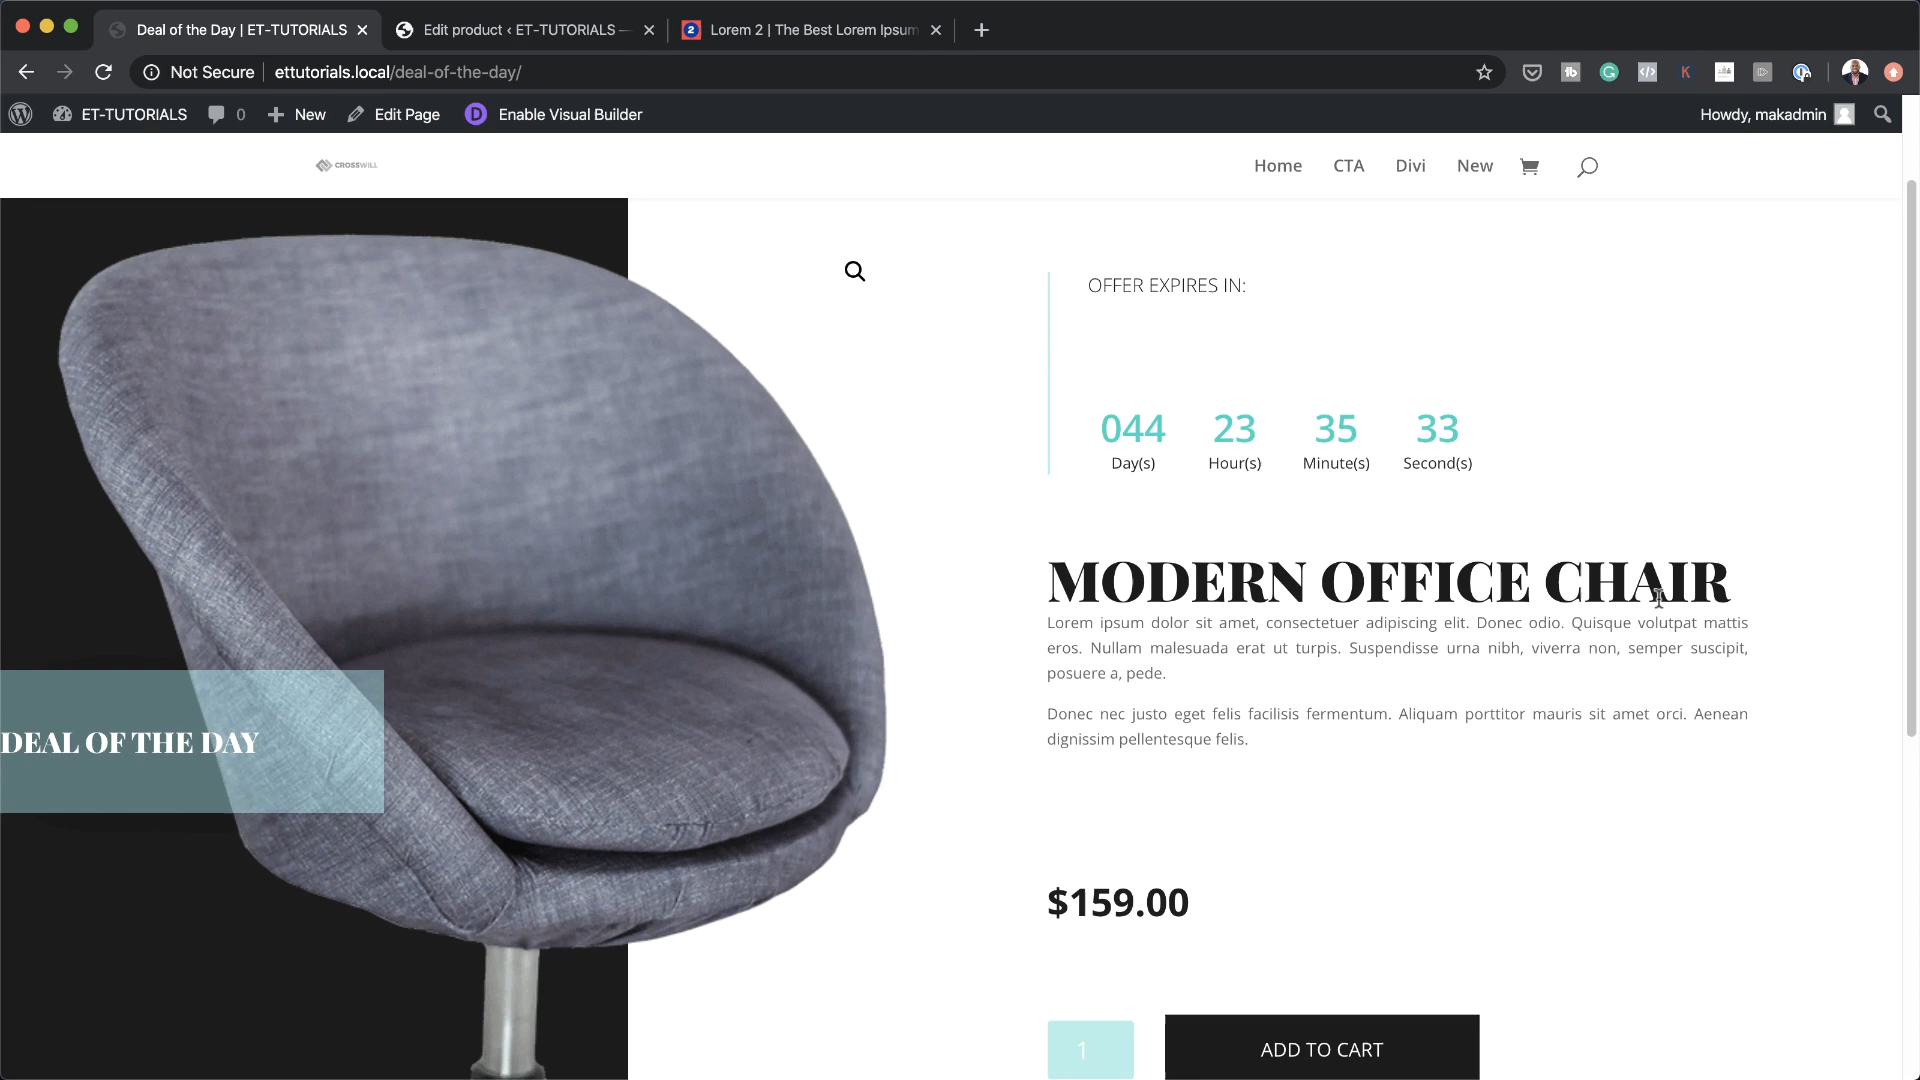 Deal of the Day | ET-TUTORIALS
Edit product ‹ ET-TUTORIALS —
2 Lorem 2 | The Best Lorem Ipsum
Not Secure
ettutorials.local/deal-of-the-day/
ET-TUTORIALS
0
New
Edit Page
D Enable Visual Builder
Howdy, makadmin
CROSSWILL
Home
CTA
Divi
New
OFFER EXPIRES IN:
044 23 35 33
Day(s) Hour(s) Minute(s) Second(s)
MODERN OFFICE CHAIR
Lorem ipsum dolor sit amet, consectetuer adipiscing elit. Donec odio. Quisque volutpat mattis
eros. Nullam malesuada erat ut turpis. Suspendisse urna nibh, viverra non, semper suscipit,
posuere a, pede.
Donec nec justo eget felis facilisis fermentum. Aliquam porttitor mauris sit amet orci. Aenean
dignissim pellentesque felis.
DEAL OF THE DAY
$159.00
1
ADD TO CART